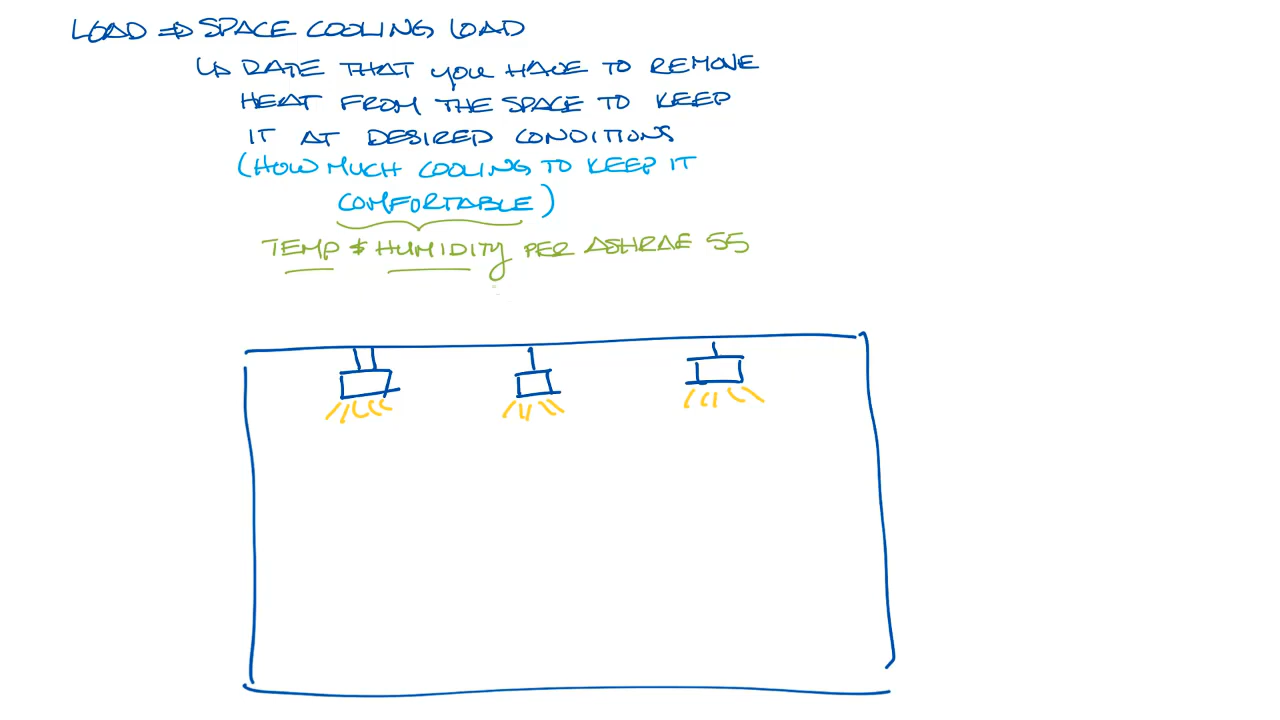 LOAD ⇒ SPACE COOLING LOAD
↳ RATE THAT YOU HAVE TO REMOVE
HEAT FROM THE SPACE TO KEEP
IT AT DESIRED CONDITIONS
(HOW MUCH COOLING TO KEEP IT
COMFORTABLE)
TEMP & HUMIDITY PER ASHRAE 55